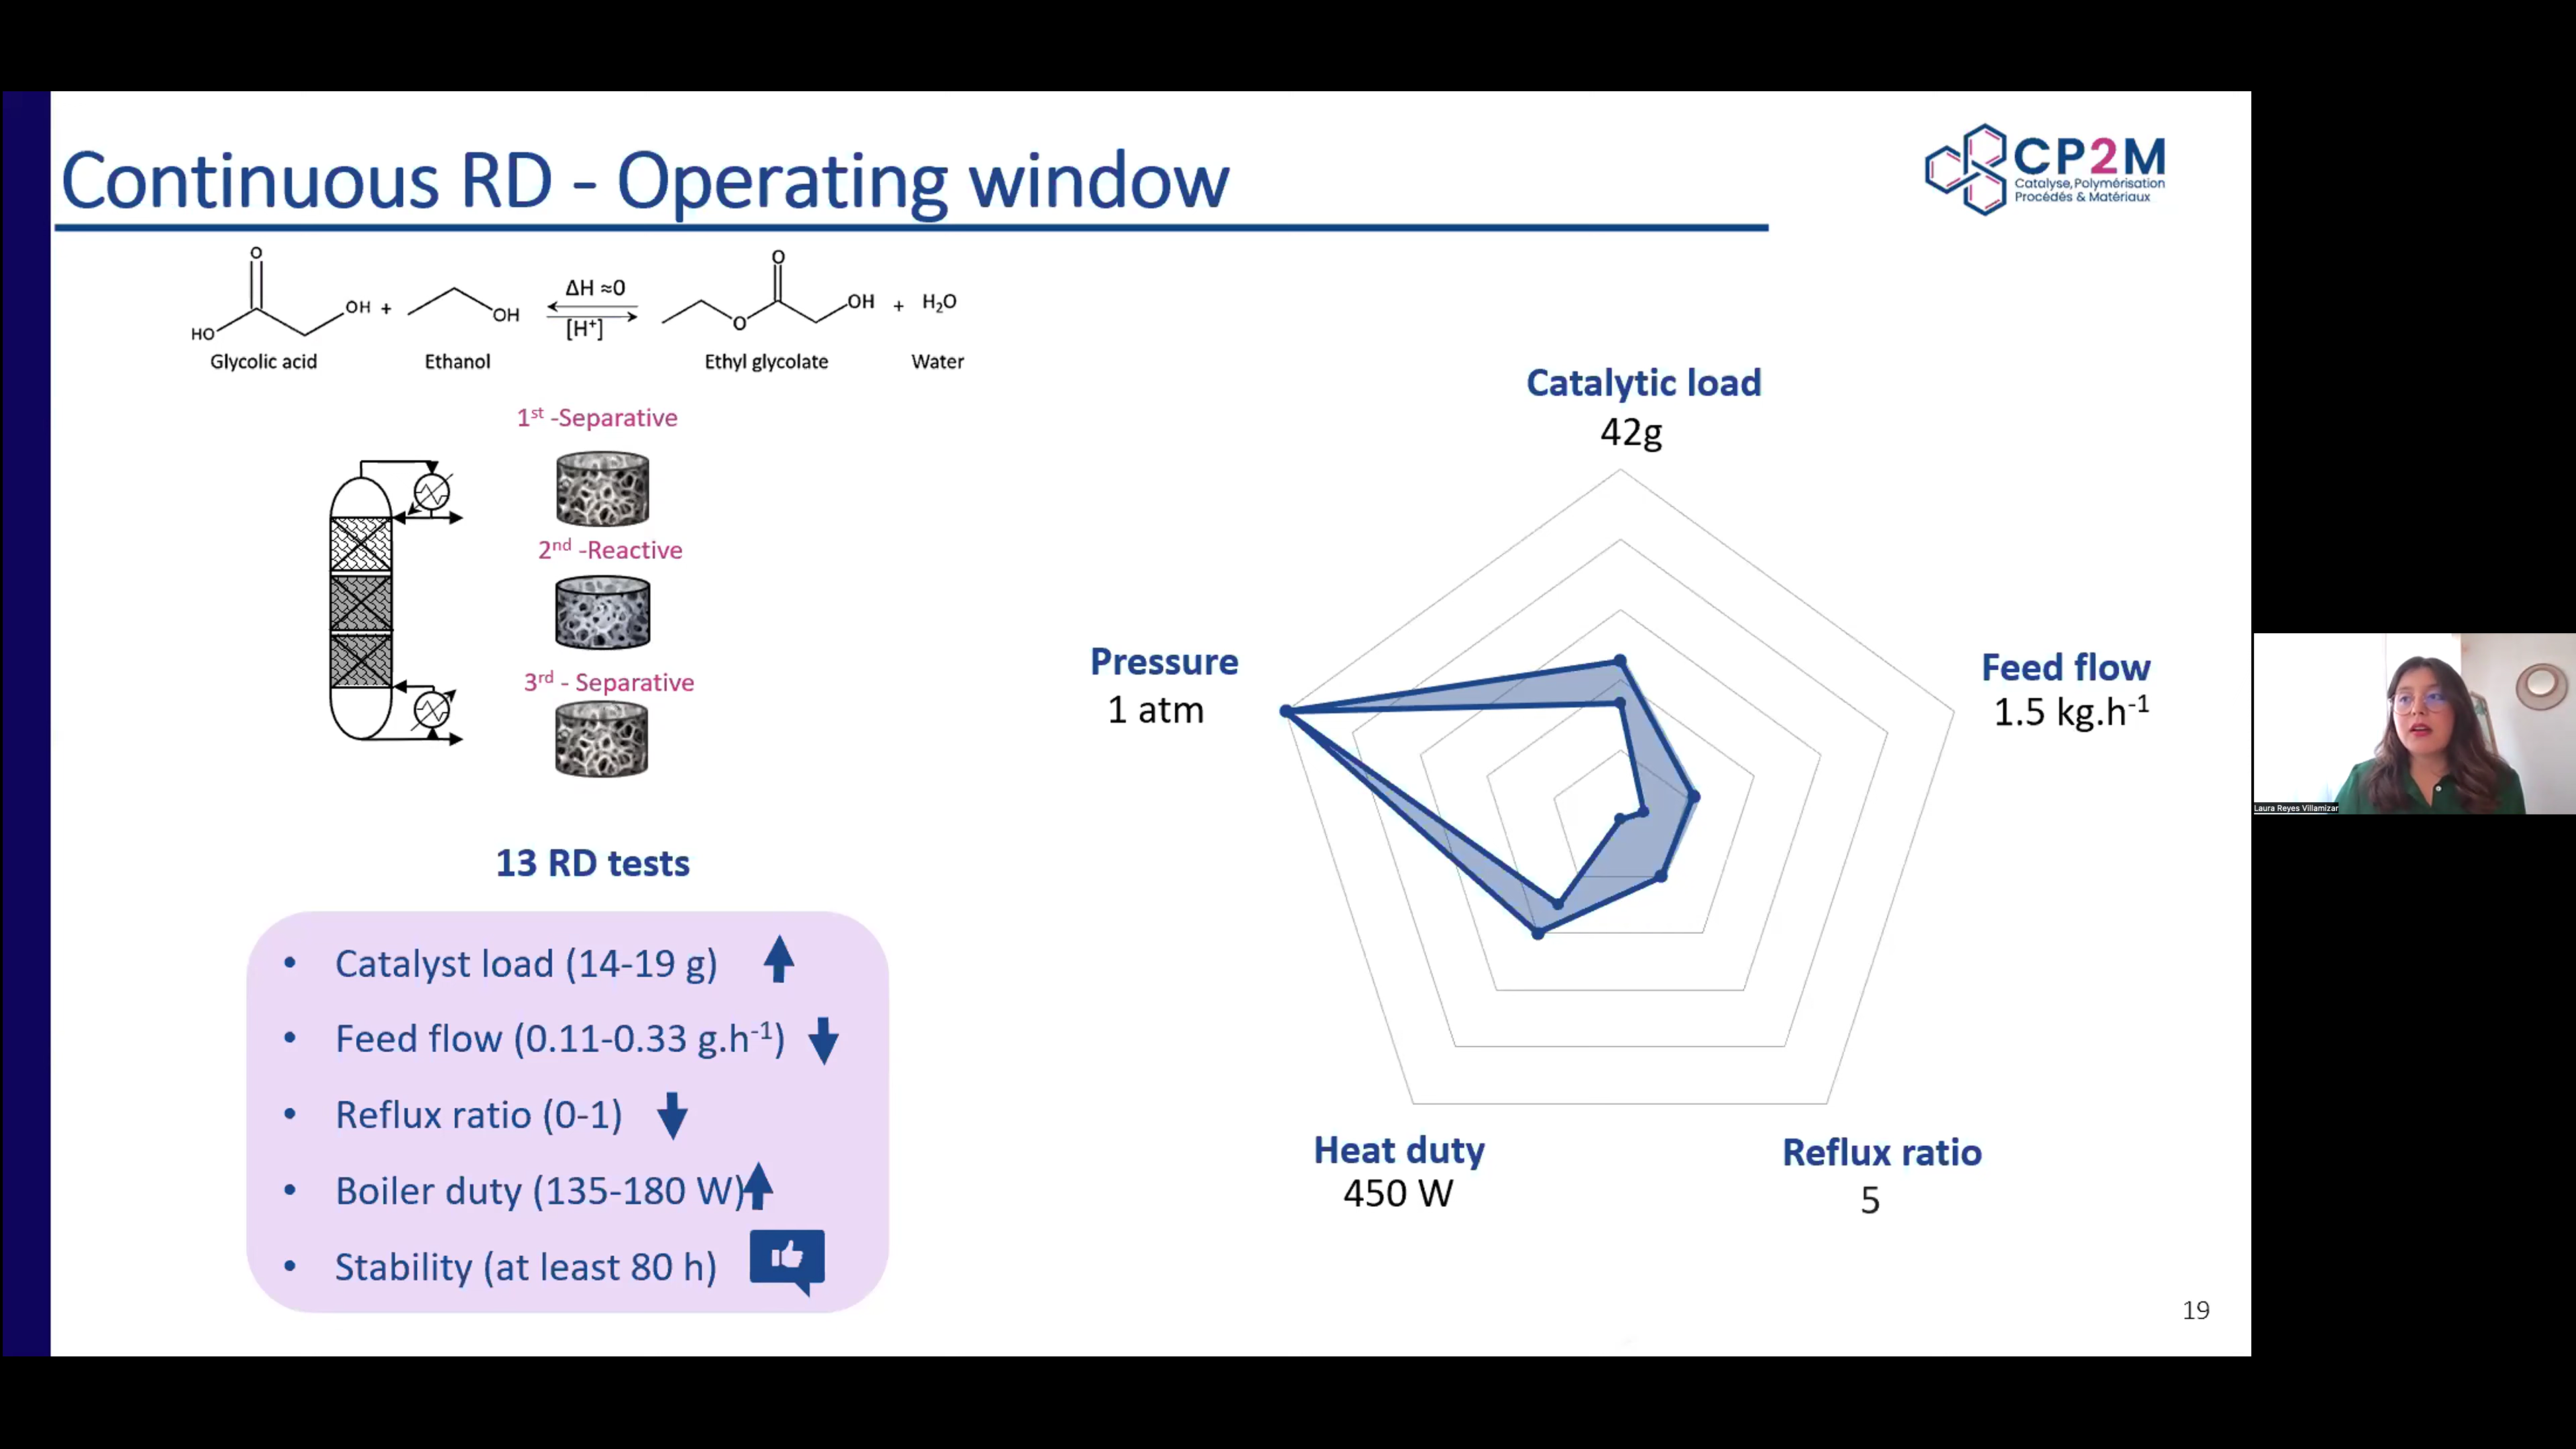 Continuous RD - Operating window
CP2M
Catalyse, Polymérisation
Procédés & Matériaux
O
HO
OH
+
OH
ΔH ≈0
[H⁺]
O
O
OH
+
H₂O
Glycolic acid
Ethanol
Ethyl glycolate
Water
1ˢᵗ -Separative
2ⁿᵈ -Reactive
3ʳᵈ - Separative
13 RD tests
• Catalyst load (14-19 g)
• Feed flow (0.11-0.33 g.h⁻¹)
• Reflux ratio (0-1)
• Boiler duty (135-180 W)
• Stability (at least 80 h)
Catalytic load
42g
Pressure
1 atm
Feed flow
1.5 kg.h⁻¹
Heat duty
450 W
Reflux ratio
5
19
Laura Reyes Villamizar